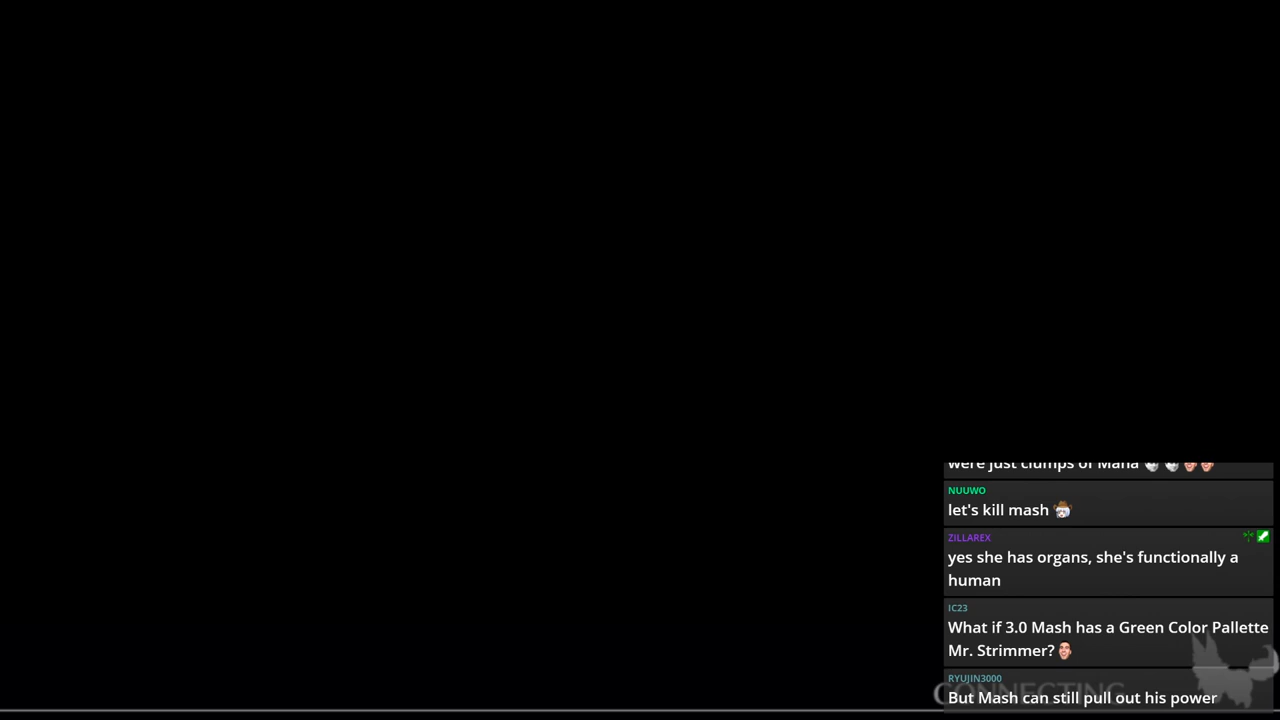 were just clumps of Mana
NUUWO
let's kill mash
ZILLAREX
yes she has organs, she's functionally a
human
IC23
What if 3.0 Mash has a Green Color Pallette
Mr. Strimmer?
RYUJIN3000
CONNECTING
But Mash can still pull out his power